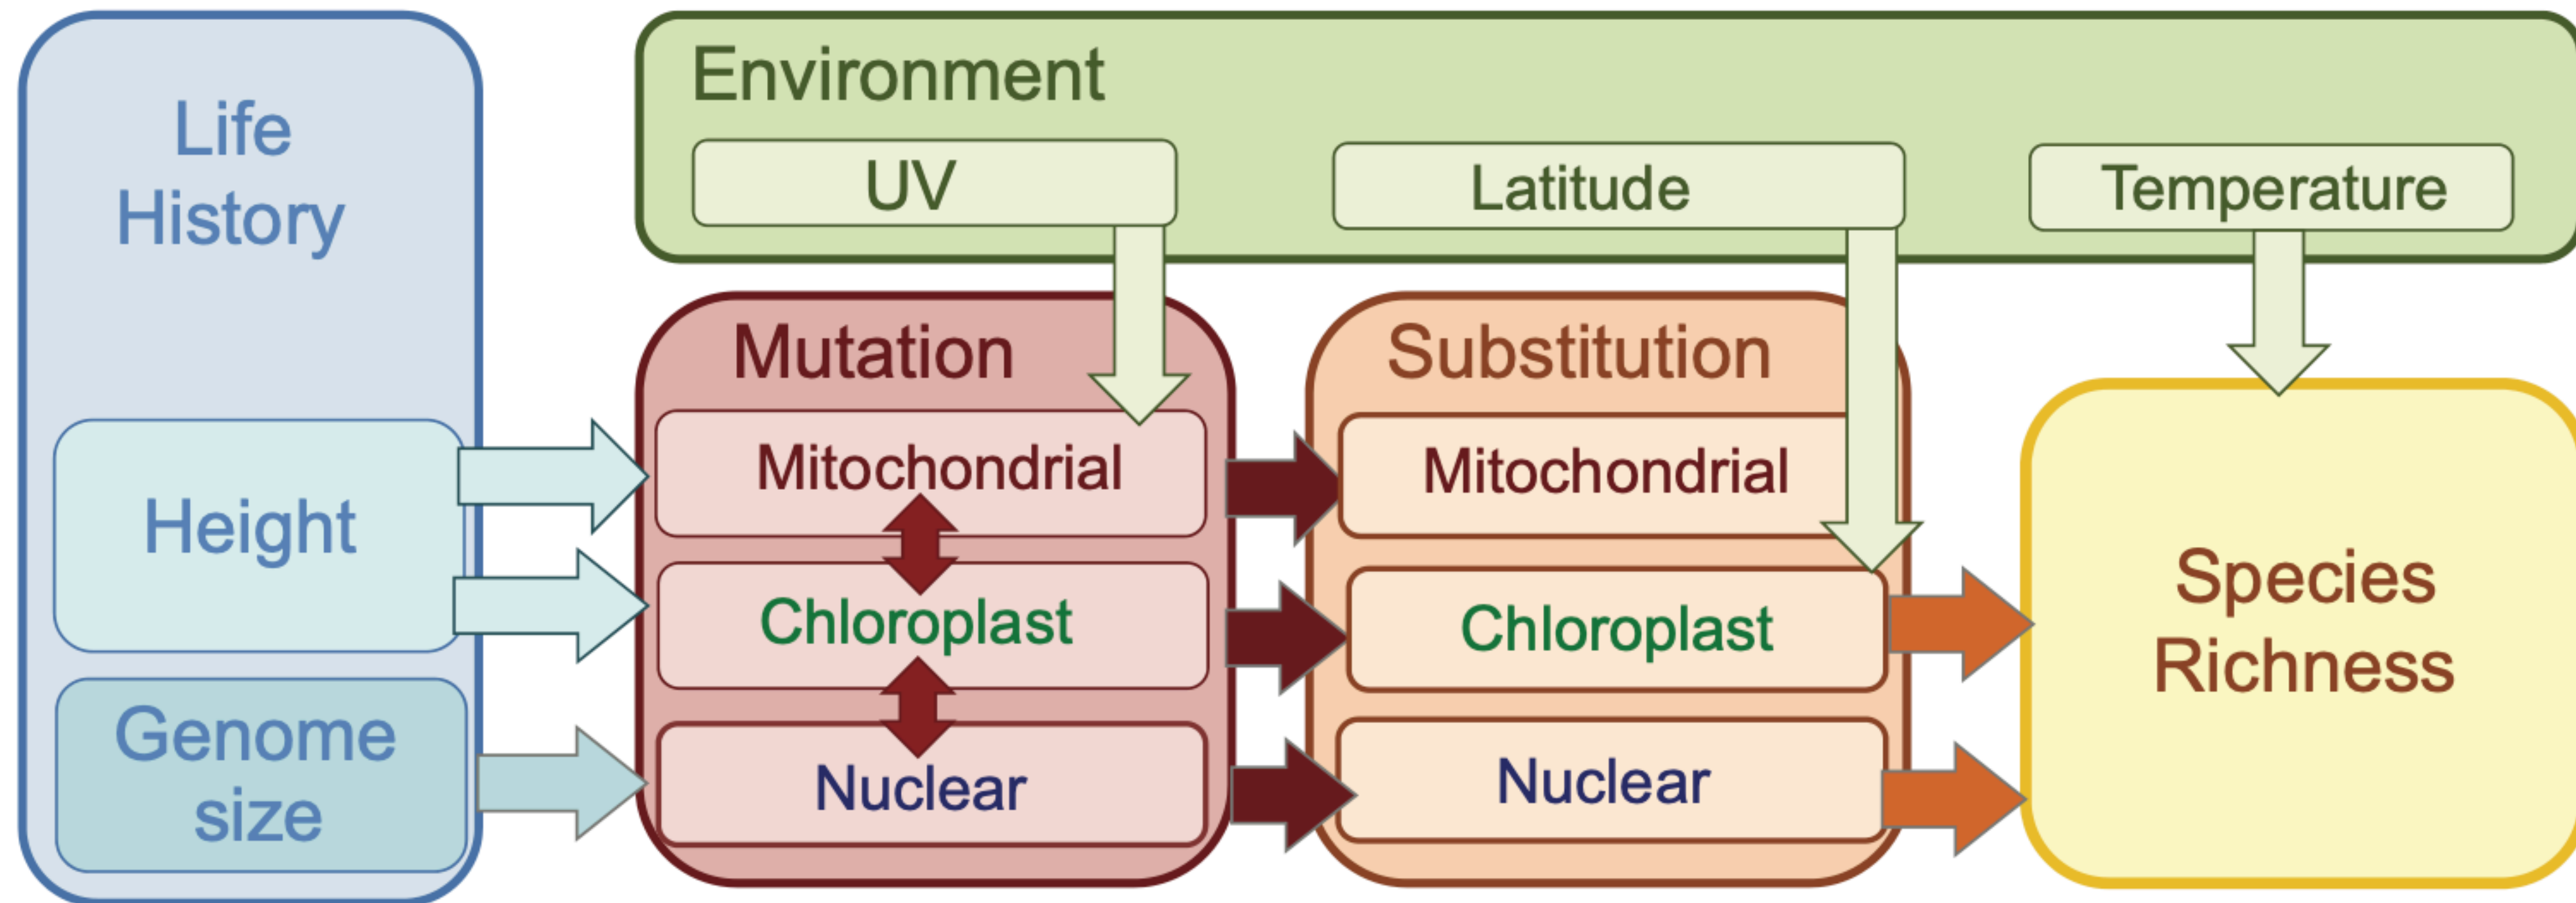 Life
History
Height
Genome
size
Environment
UV
Latitude
Temperature
Mutation
Mitochondrial
Chloroplast
Nuclear
Substitution
Mitochondrial
Chloroplast
Nuclear
Species
Richness